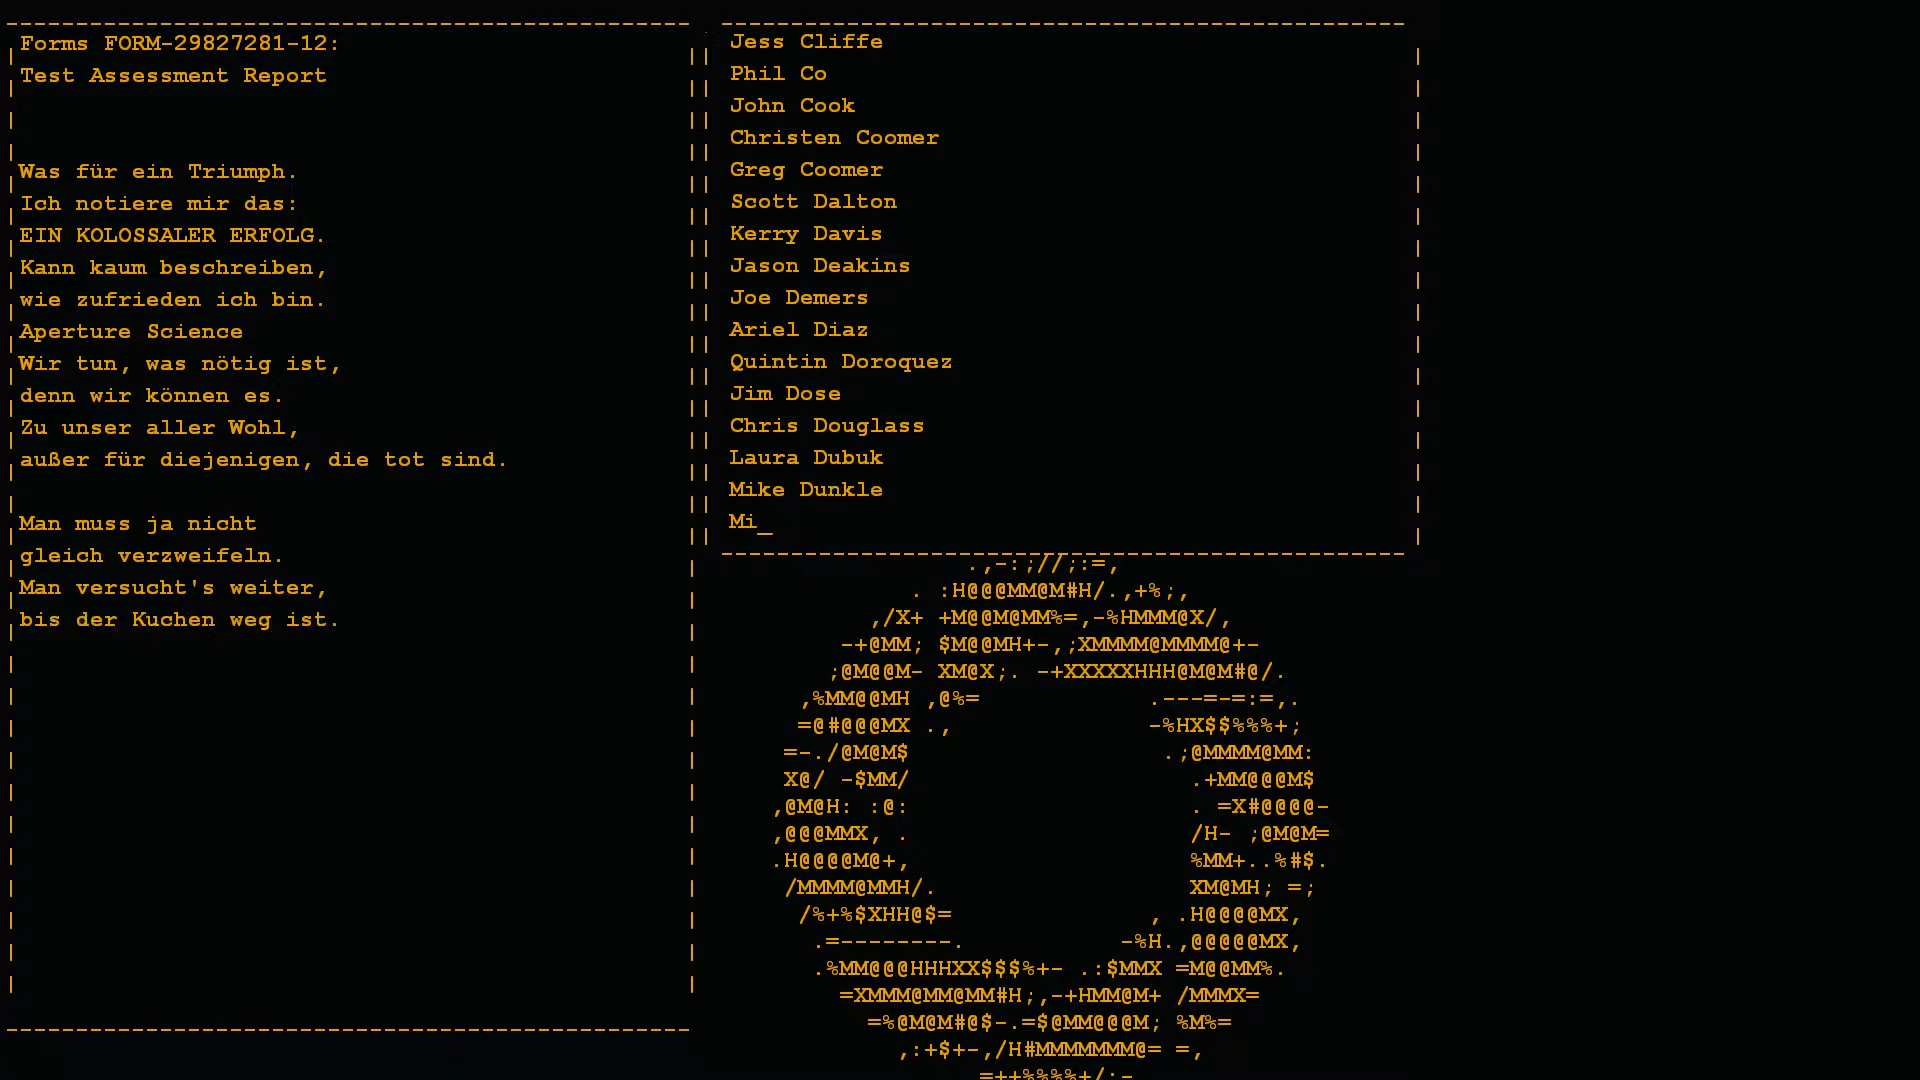 Forms FORM-29827281-12:
Test Assessment Report
Was für ein Triumph.
Ich notiere mir das:
EIN KOLOSSALER ERFOLG.
Kann kaum beschreiben,
wie zufrieden ich bin.
Aperture Science
Wir tun, was nötig ist,
denn wir können es.
Zu unser aller Wohl,
außer für diejenigen, die tot sind.
Man muss ja nicht
gleich verzweifeln.
Man versucht's weiter,
bis der Kuchen weg ist.
Jess Cliffe
Phil Co
John Cook
Christen Coomer
Greg Coomer
Scott Dalton
Kerry Davis
Jason Deakins
Joe Demers
Ariel Diaz
Quintin Doroquez
Jim Dose
Chris Douglass
Laura Dubuk
Mike Dunkle
Mi_